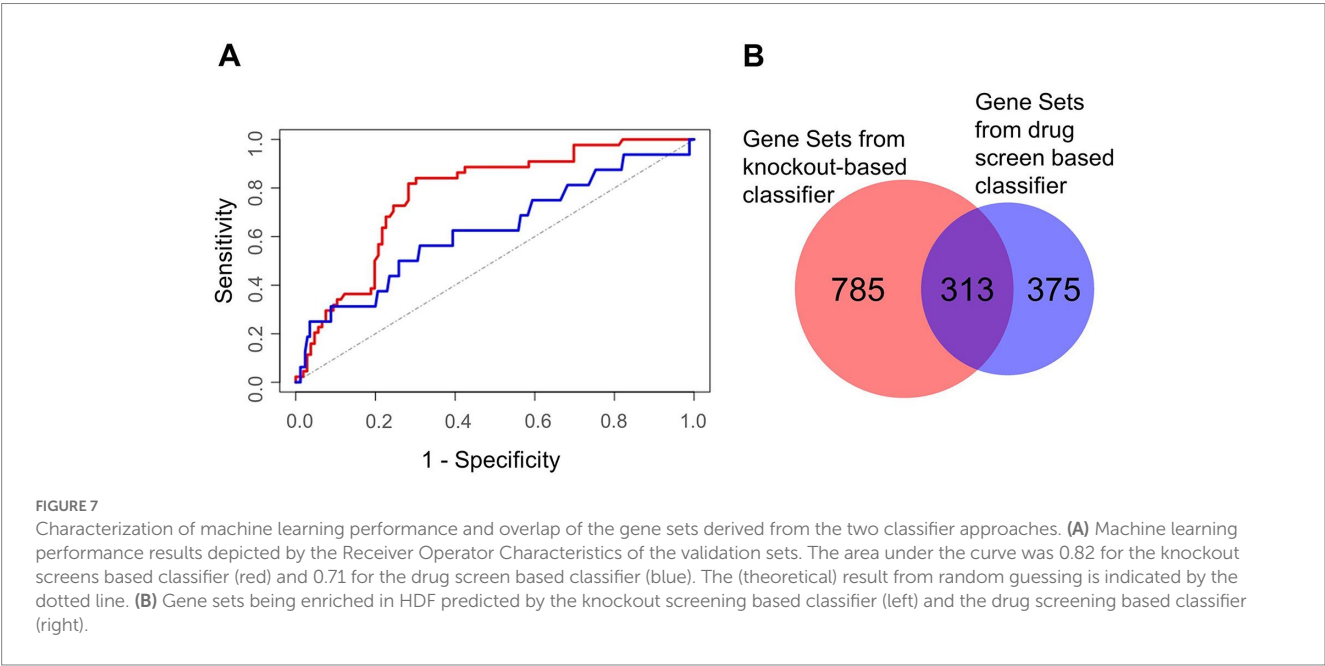 A
B
Gene Sets from
knockout-based
classifier
Gene Sets
from drug
screen based
classifier
785
313
375
Sensitivity
1.0
0.8
0.6
0.4
0.2
0.0
0.0
0.2
0.4
0.6
0.8
1.0
1 - Specificity
FIGURE 7
Characterization of machine learning performance and overlap of the gene sets derived from the two classifier approaches. (A) Machine learning
performance results depicted by the Receiver Operator Characteristics of the validation sets. The area under the curve was 0.82 for the knockout
screens based classifier (red) and 0.71 for the drug screen based classifier (blue). The (theoretical) result from random guessing is indicated by the
dotted line. (B) Gene sets being enriched in HDF predicted by the knockout screening based classifier (left) and the drug screening based classifier
(right).